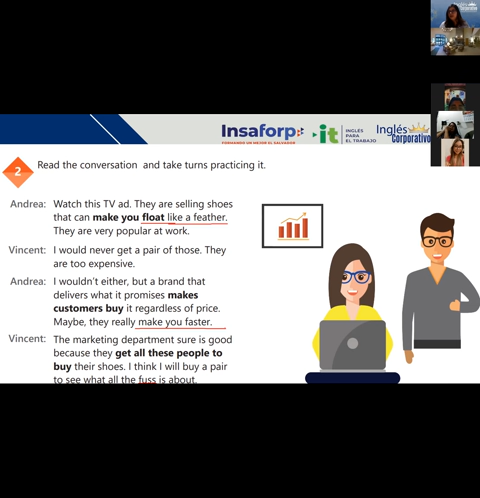 Insaforp
FORMANDO UN MEJOR EL SALVADOR
it
INGLÉS
PARA
EL TRABAJO
Inglés
Corporativo
2
Read the conversation and take turns practicing it.
Andrea: Watch this TV ad. They are selling shoes
that can make you float like a feather.
They are very popular at work.
Vincent: I would never get a pair of those. They
are too expensive.
Andrea: I wouldn't either, but a brand that
delivers what it promises makes
customers buy it regardless of price.
Maybe, they really make you faster.
Vincent: The marketing department sure is good
because they get all these people to
buy their shoes. I think I will buy a pair
to see what all the fuss is about.